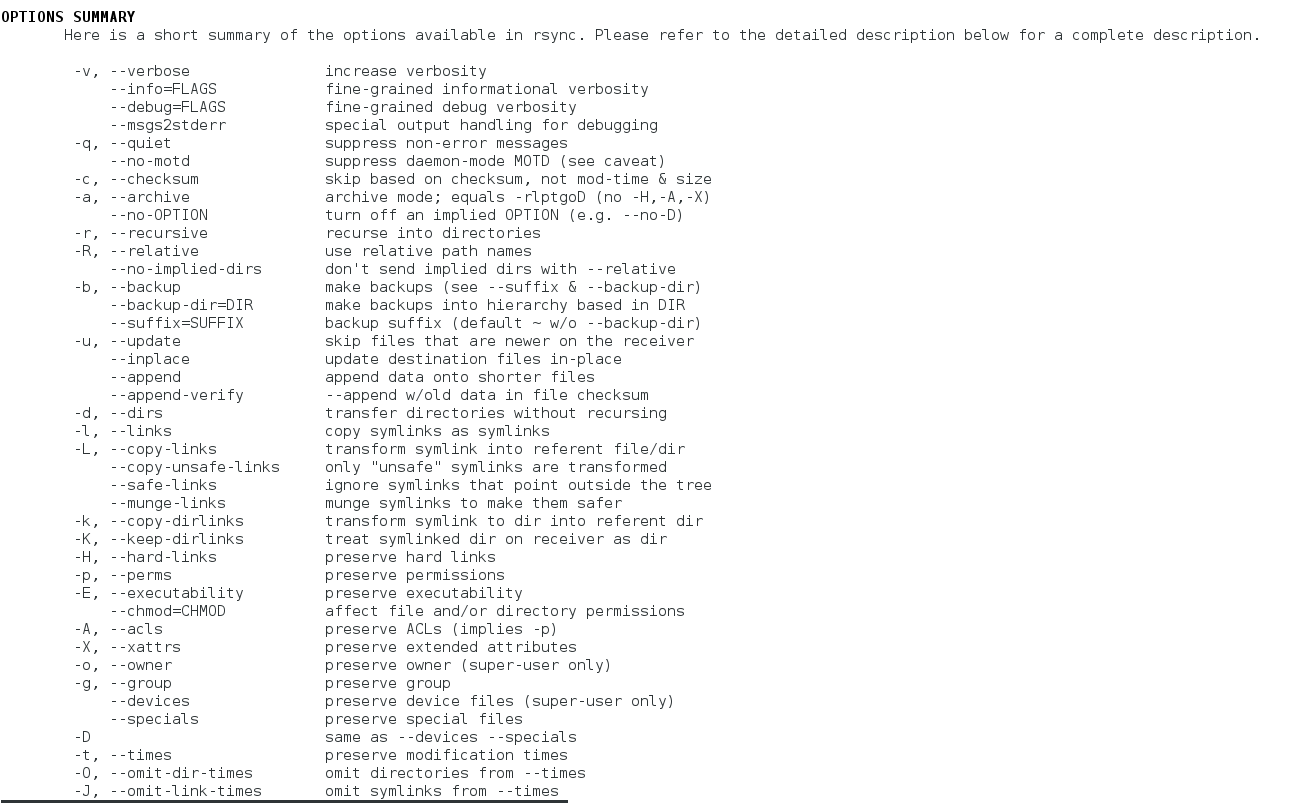 OPTIONS SUMMARY
Here is a short summary of the options available in rsync. Please refer to the detailed description below for a complete description.
-v, --verbose increase verbosity
--info=FLAGS fine-grained informational verbosity
--debug=FLAGS fine-grained debug verbosity
--msgs2stderr special output handling for debugging
-q, --quiet suppress non-error messages
--no-motd suppress daemon-mode MOTD (see caveat)
-c, --checksum skip based on checksum, not mod-time & size
-a, --archive archive mode; equals -rlptgoD (no -H,-A,-X)
--no-OPTION turn off an implied OPTION (e.g. --no-D)
-r, --recursive recurse into directories
-R, --relative use relative path names
--no-implied-dirs don't send implied dirs with --relative
-b, --backup make backups (see --suffix & --backup-dir)
--backup-dir=DIR make backups into hierarchy based in DIR
--suffix=SUFFIX backup suffix (default ~ w/o --backup-dir)
-u, --update skip files that are newer on the receiver
--inplace update destination files in-place
--append append data onto shorter files
--append-verify --append w/old data in file checksum
-d, --dirs transfer directories without recursing
-l, --links copy symlinks as symlinks
-L, --copy-links transform symlink into referent file/dir
--copy-unsafe-links only "unsafe" symlinks are transformed
--safe-links ignore symlinks that point outside the tree
--munge-links munge symlinks to make them safer
-k, --copy-dirlinks transform symlink to dir into referent dir
-K, --keep-dirlinks treat symlinked dir on receiver as dir
-H, --hard-links preserve hard links
-p, --perms preserve permissions
-E, --executability preserve executability
--chmod=CHMOD affect file and/or directory permissions
-A, --acls preserve ACLs (implies -p)
-X, --xattrs preserve extended attributes
-o, --owner preserve owner (super-user only)
-g, --group preserve group
--devices preserve device files (super-user only)
--specials preserve special files
-D same as --devices --specials
-t, --times preserve modification times
-O, --omit-dir-times omit directories from --times
-J, --omit-link-times omit symlinks from --times